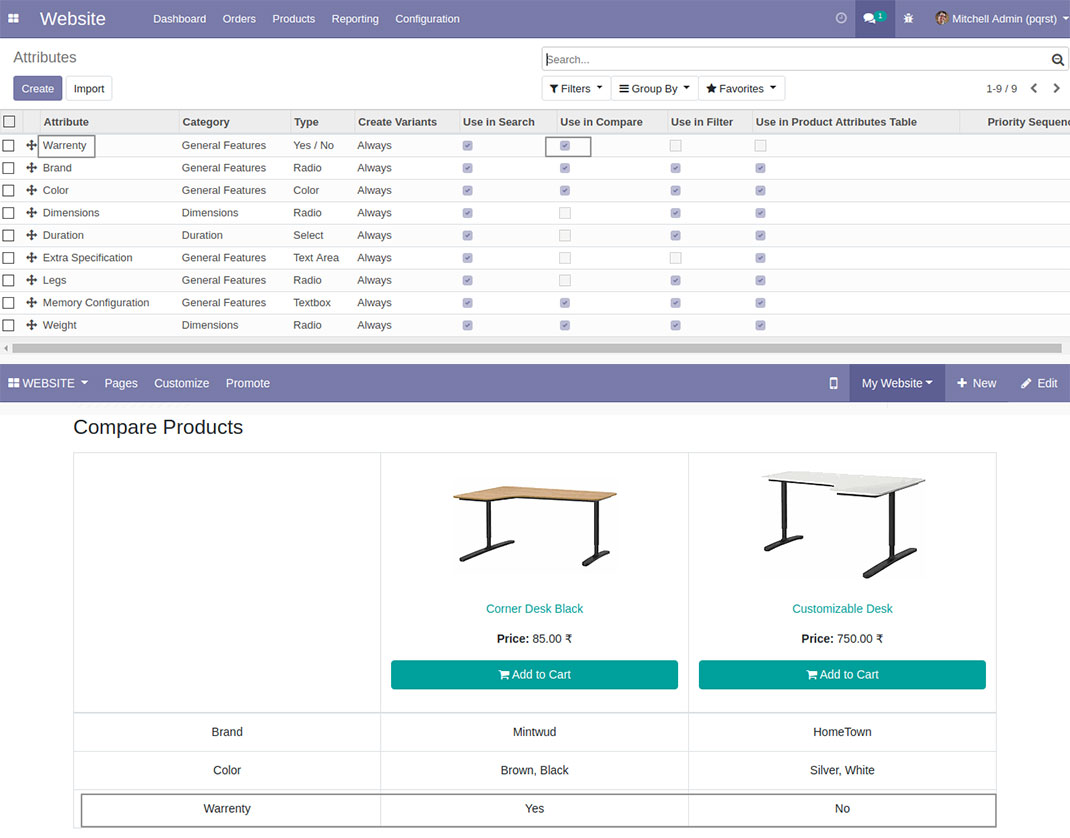 Website Dashboard Orders Products Reporting Configuration 1 Mitchell Admin (pqrst)
Attributes
Search...
Create Import Filters Group By Favorites 1-9 / 9
Attribute Category Type Create Variants Use in Search Use in Compare Use in Filter Use in Product Attributes Table Priority Sequenc
Warrenty General Features Yes / No Always
Brand General Features Radio Always
Color General Features Color Always
Dimensions Dimensions Radio Always
Duration Duration Select Always
Extra Specification General Features Text Area Always
Legs General Features Radio Always
Memory Configuration General Features Textbox Always
Weight Dimensions Radio Always
WEBSITE Pages Customize Promote My Website New Edit
Compare Products
Corner Desk Black Customizable Desk
Price: 85.00 ₹ Price: 750.00 ₹
Add to Cart Add to Cart
Brand Mintwud HomeTown
Color Brown, Black Silver, White
Warrenty Yes No